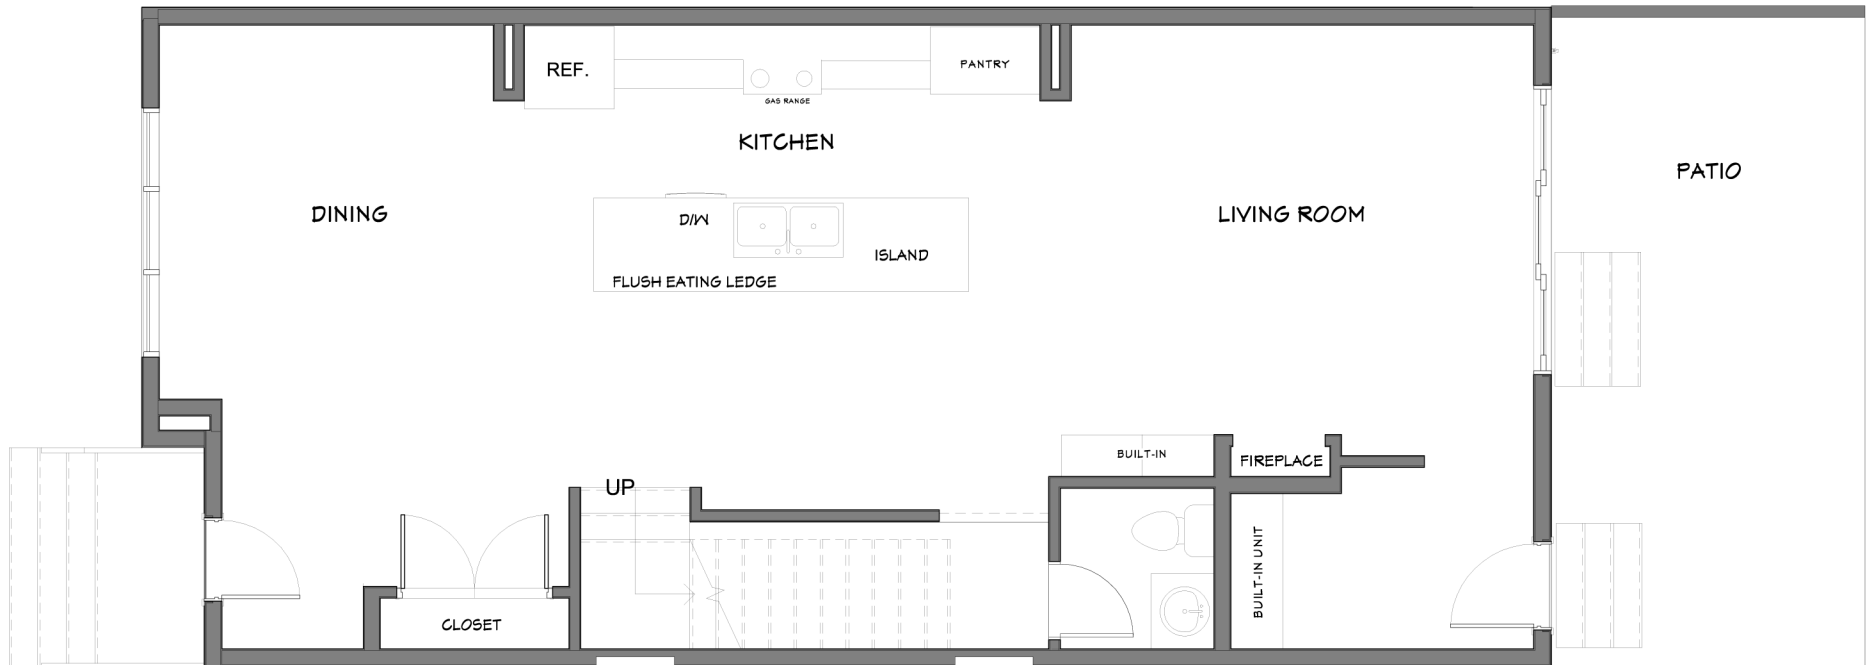 REF.
PANTRY
GAS RANGE
KITCHEN
PATIO
DINING
D/W
LIVING ROOM
ISLAND
FLUSH EATING LEDGE
BUILT-IN
FIREPLACE
UP
BUILT-IN UNIT
CLOSET